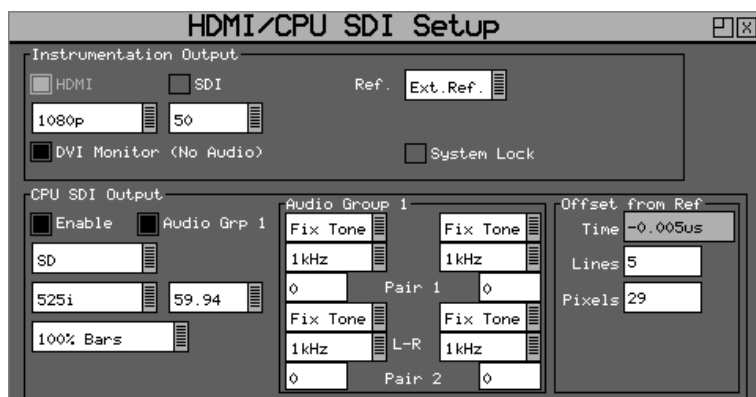 HDMI/CPU SDI Setup
Instrumentation Output
HDMI SDI Ref. Ext.Ref.
1080p 50
DVI Monitor (No Audio) System Lock
CPU SDI Output
Enable Audio Grp 1
SD
525i 59.94
100% Bars
Audio Group 1
Fix Tone Fix Tone
1kHz 1kHz
0 Pair 1 0
Fix Tone Fix Tone
1kHz L-R 1kHz
0 Pair 2 0
Offset from Ref
Time -0.005us
Lines 5
Pixels 29